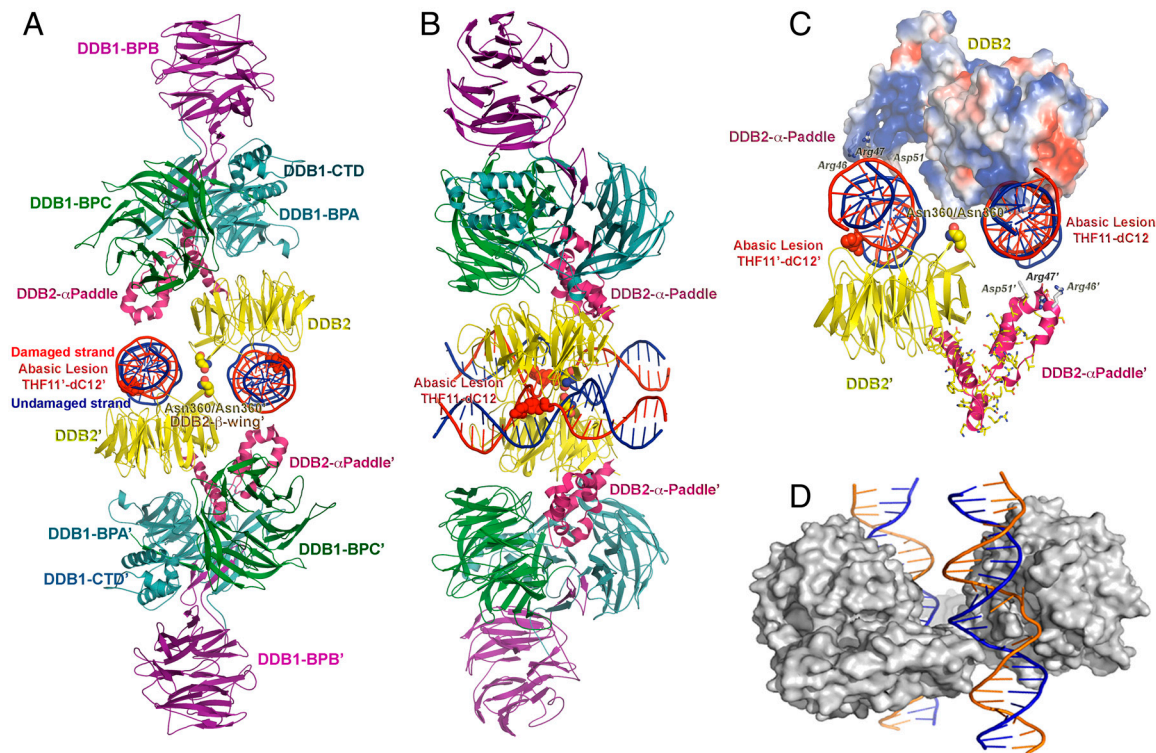 A
DDB1-BPB
DDB1-CTD
DDB1-BPC
DDB1-BPA
DDB2-αPaddle
DDB2
Damaged strand
Abasic Lesion
THF11'-dC12'
Undamaged strand
Asn360/Asn360'
DDB2-β-wing'
DDB2'
DDB2-αPaddle'
DDB1-BPA'
DDB1-BPC'
DDB1-CTD'
DDB1-BPB'
B
DDB2-α-Paddle
Abasic Lesion
THF11-dC12
DDB2-α-Paddle'
C
DDB2
DDB2-α-Paddle
Arg47
Arg46
Asp51
Asn360/Asn360'
Abasic Lesion
THF11'-dC12'
Abasic Lesion
THF11-dC12
Arg47'
Asp51'
Arg46'
DDB2'
DDB2-αPaddle'
D